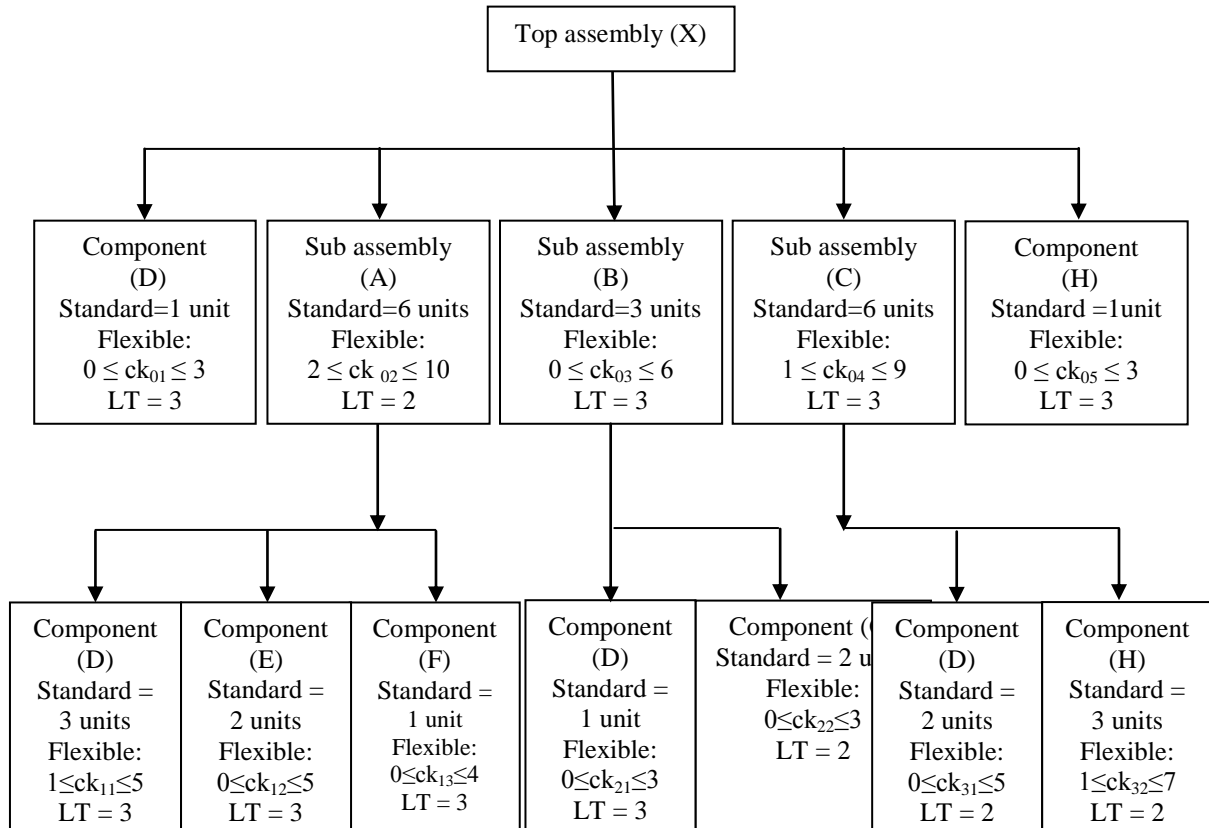 Top assembly (X)
Component
(D)
Standard=1 unit
Flexible:
0 ≤ ck01 ≤ 3
LT = 3
Sub assembly
(A)
Standard=6 units
Flexible:
2 ≤ ck 02 ≤ 10
LT = 2
Sub assembly
(B)
Standard=3 units
Flexible:
0 ≤ ck03 ≤ 6
LT = 3
Sub assembly
(C)
Standard=6 units
Flexible:
1 ≤ ck04 ≤ 9
LT = 3
Component
(H)
Standard =1unit
Flexible:
0 ≤ ck05 ≤ 3
LT = 3
Component
(D)
Standard =
3 units
Flexible:
1≤ck11≤5
LT = 3
Component
(E)
Standard =
2 units
Flexible:
0≤ck12≤5
LT = 3
Component
(F)
Standard =
1 unit
Flexible:
0≤ck13≤4
LT = 3
Component
(D)
Standard =
1 unit
Flexible:
0≤ck21≤3
LT = 3
Component
Standard = 2
Flexible:
0≤ck22≤3
LT = 2
Component
(D)
Standard =
2 units
Flexible:
0≤ck31≤5
LT = 2
Component
(H)
Standard =
3 units
Flexible:
1≤ck32≤7
LT = 2